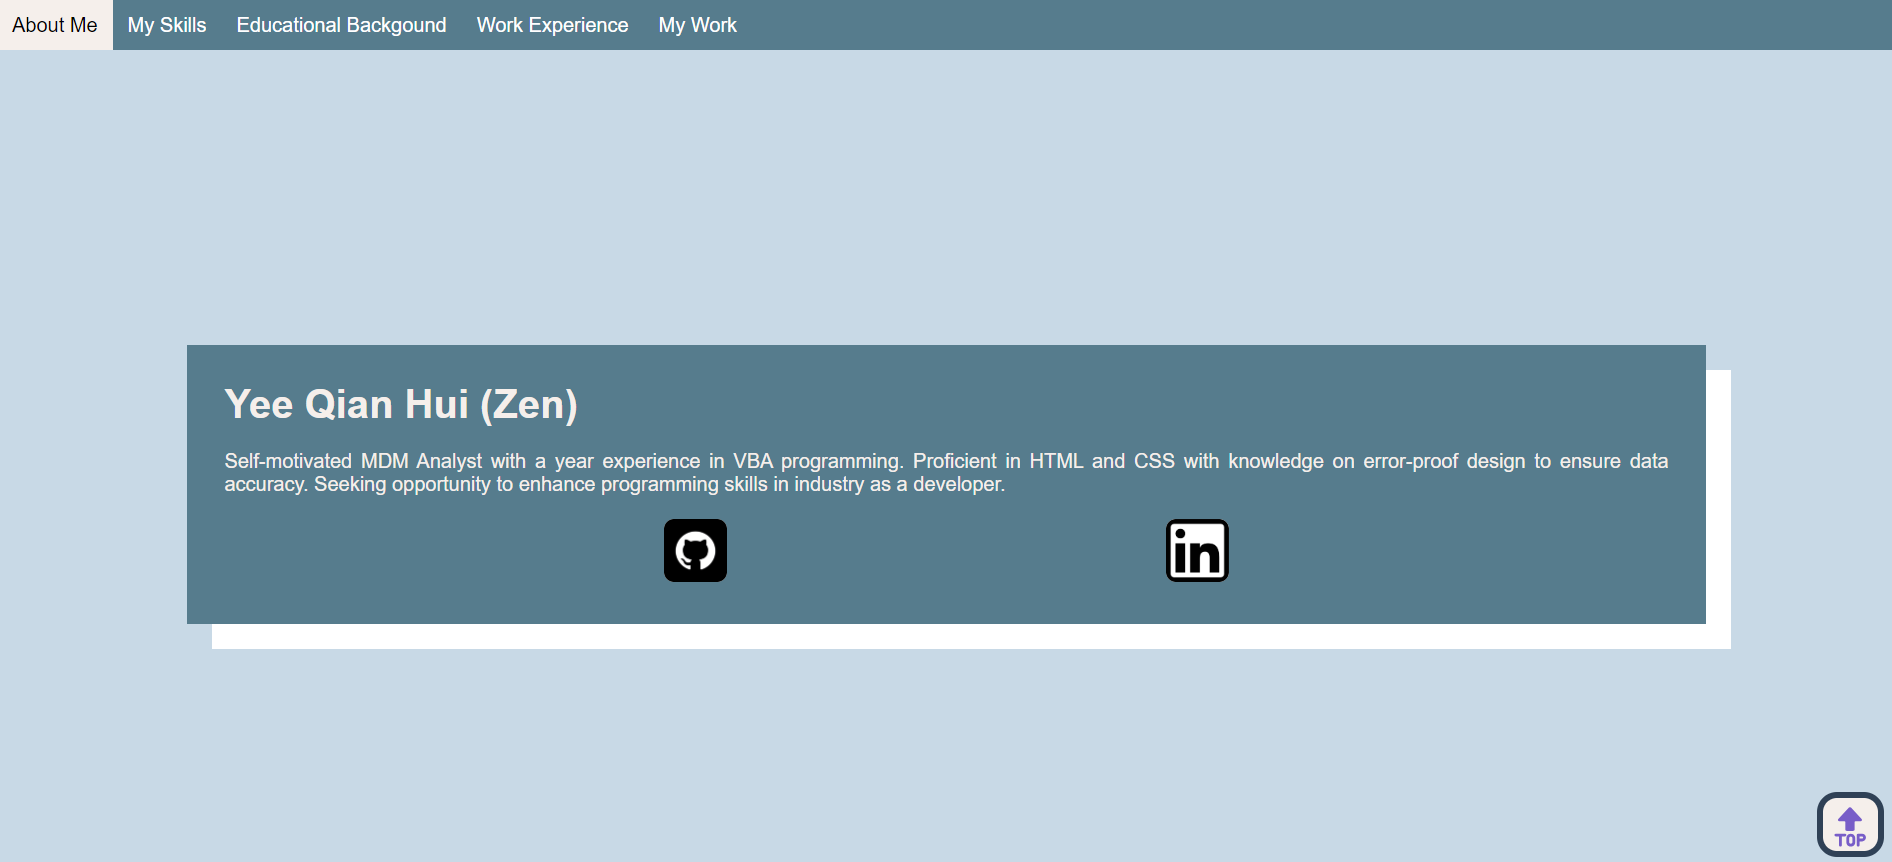 About Me My Skills Educational Backgound Work Experience My Work
Yee Qian Hui (Zen)
Self-motivated MDM Analyst with a year experience in VBA programming. Proficient in HTML and CSS with knowledge on error-proof design to ensure data
accuracy. Seeking opportunity to enhance programming skills in industry as a developer.
in
TOP